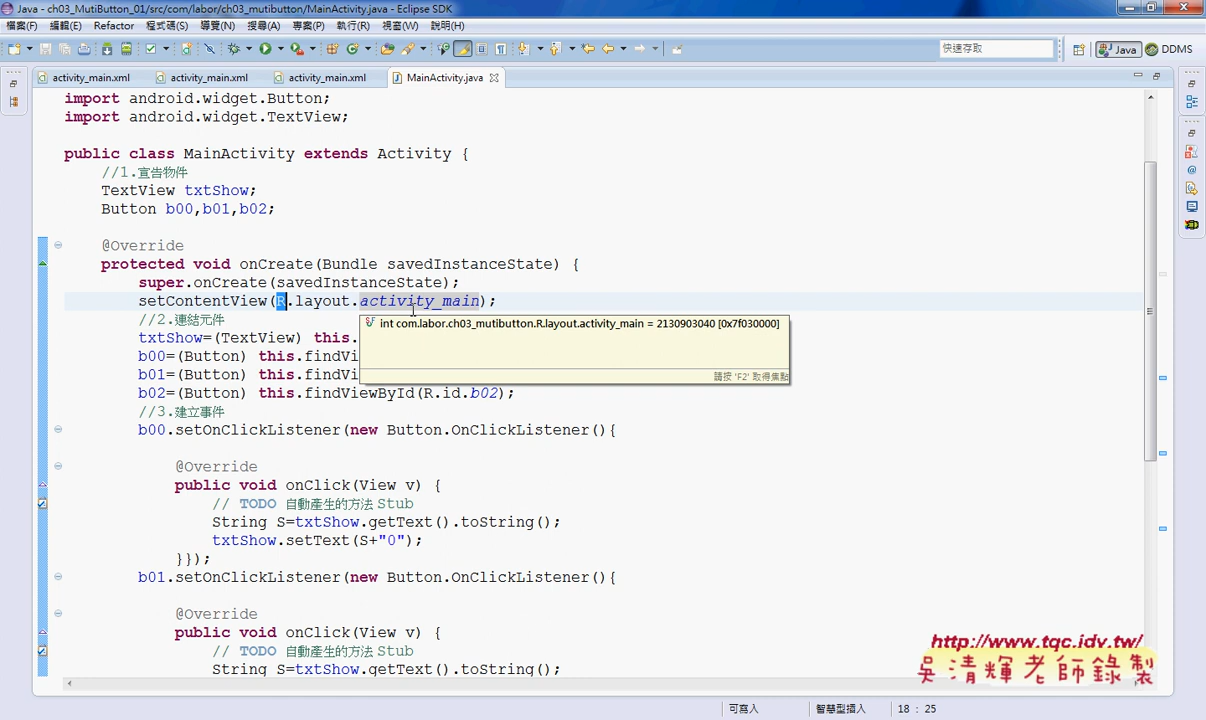 Java - ch03_MutiButton_01/src/com/labor/ch03_mutibutton/MainActivity.java - Eclipse SDK
檔案(F) 編輯(E) Refactor 程式碼(S) 導覽(N) 搜尋(A) 專案(P) 執行(R) 視窗(W) 說明(H)
快速存取 Java DDMS
activity_main.xml activity_main.xml activity_main.xml MainActivity.java
import android.widget.Button;
import android.widget.TextView;
public class MainActivity extends Activity {
//1.宣告物件
TextView txtShow;
Button b00,b01,b02;
@Override
protected void onCreate(Bundle savedInstanceState) {
super.onCreate(savedInstanceState);
setContentView(R.layout.activity_main);
//2.連結元件
int com.labor.ch03_mutibutton.R.layout.activity_main = 2130903040 [0x7f030000]
txtShow=(TextView) this.
b00=(Button) this.findVi
b01=(Button) this.findVi
請按 'F2' 取得焦點
b02=(Button) this.findViewById(R.id.b02);
//3.建立事件
b00.setOnClickListener(new Button.OnClickListener(){
@Override
public void onClick(View v) {
// TODO 自動產生的方法 Stub
String S=txtShow.getText().toString();
txtShow.setText(S+"0");
}});
b01.setOnClickListener(new Button.OnClickListener(){
@Override
public void onClick(View v) {
// TODO 自動產生的方法 Stub
String S=txtShow.getText().toString();
http://www.tqc.idv.tw/
吳清輝老師錄製
可寫入 智慧型插入 18 : 25